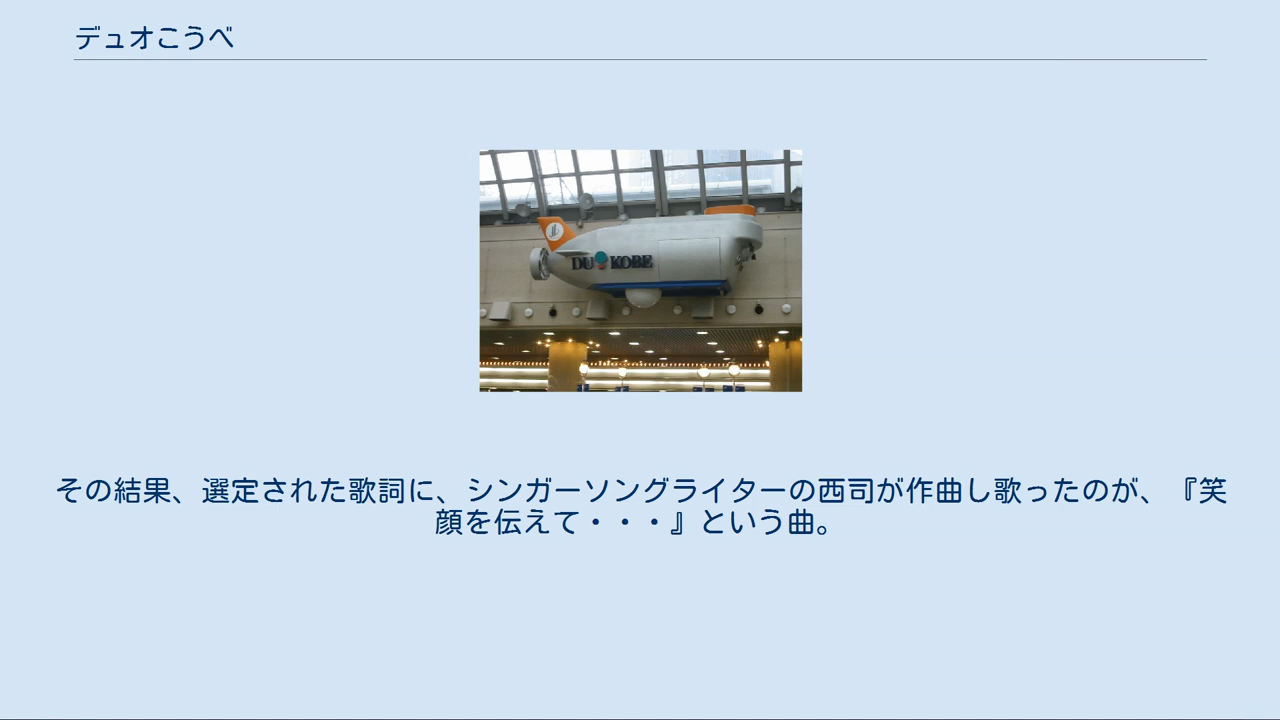 デュオこうべ
DUO KOBE
その結果、選定された歌詞に、シンガーソングライターの西司が作曲し歌ったのが、『笑
顔を伝えて・・・』という曲。